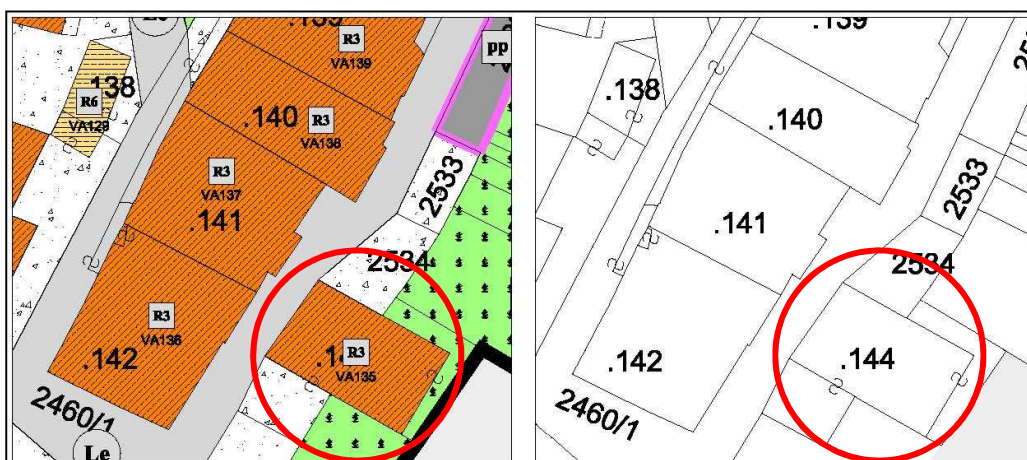 .139
R3
VA139
pp
138
R6
VA129
.140
R3
VA138
R3
VA137
.141
2533
2534
R3
VA136
.142
R3
VA135
2460/1
Le
.139
.138
.140
2533
.141
2534
.142
.144
2460/1